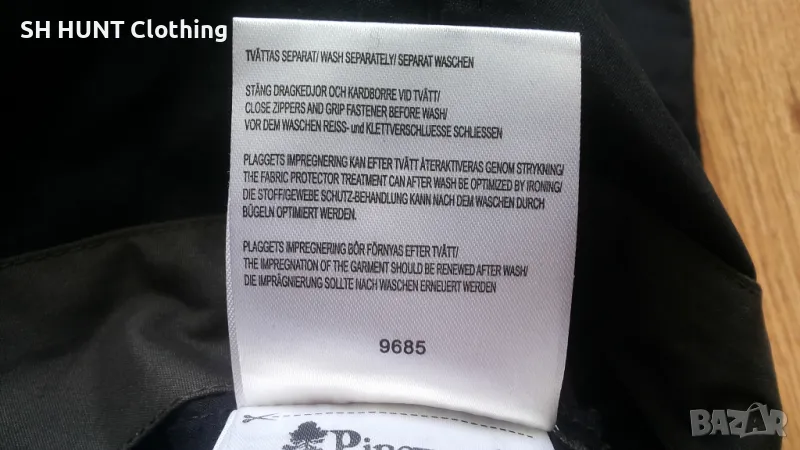 SH HUNT Clothing
TVÄTTAS SEPARAT/ WASH SEPARATELY/ SEPARAT WASCHEN
STÄNG DRAGKEDJOR OCH KARDBORRE VID TVÄTT/
CLOSE ZIPPERS AND GRIP FASTENER BEFORE WASH/
VOR DEM WASCHEN REISS- und KLETTVERSCHLUESSE SCHLIESSEN
PLAGGETS IMPREGNERING KAN EFTER TVÄTT ÅTERAKTIVERAS GENOM STRYKNING/
THE FABRIC PROTECTOR TREATMENT CAN AFTER WASH BE OPTIMIZED BY IRONING/
DIE STOFF/GEWEBE SCHUTZ-BEHANDLUNG KANN NACH DEM WASCHEN DURCH
BÜGELN OPTIMIERT WERDEN.
PLAGGETS IMPREGNERING BÖR FÖRNYAS EFTER TVÄTT/
THE IMPREGNATION OF THE GARMENT SHOULD BE RENEWED AFTER WASH/
DIE IMPRÄGNIERUNG SOLLTE NACH WASCHEN ERNEUERT WERDEN
9685
BAZAR